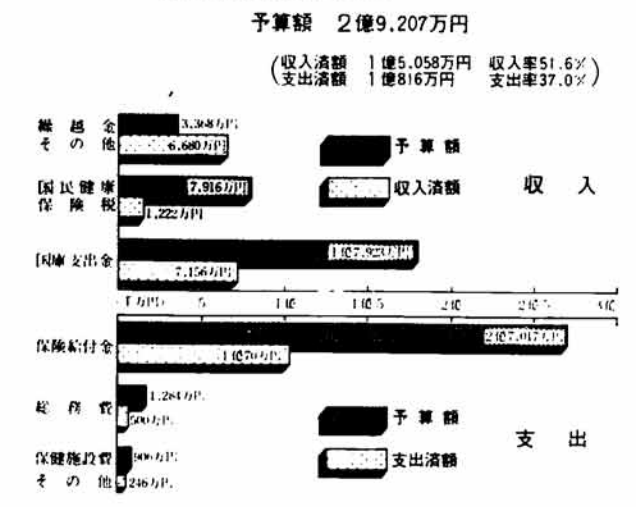 予算額 2億9,207万円
(収入済額 1億5,058万円 収入率51.6%
支出済額 1億816万円 支出率37.0%)
繰越金
その他
3,368万円
6,680万円
予算額
国民健康
保険税
7,916万円
1,222万円
収入済額
収入
国庫支出金
1億7,923万円
7,156万円
(千万円) 5 1億 1億5 2億 2億5 3億
保険給付金
2億7,017万円
1億70万円
総務費
1,284万円
500万円
予算額
支出済額
支出
保健施設費
その他
906万円
246万円